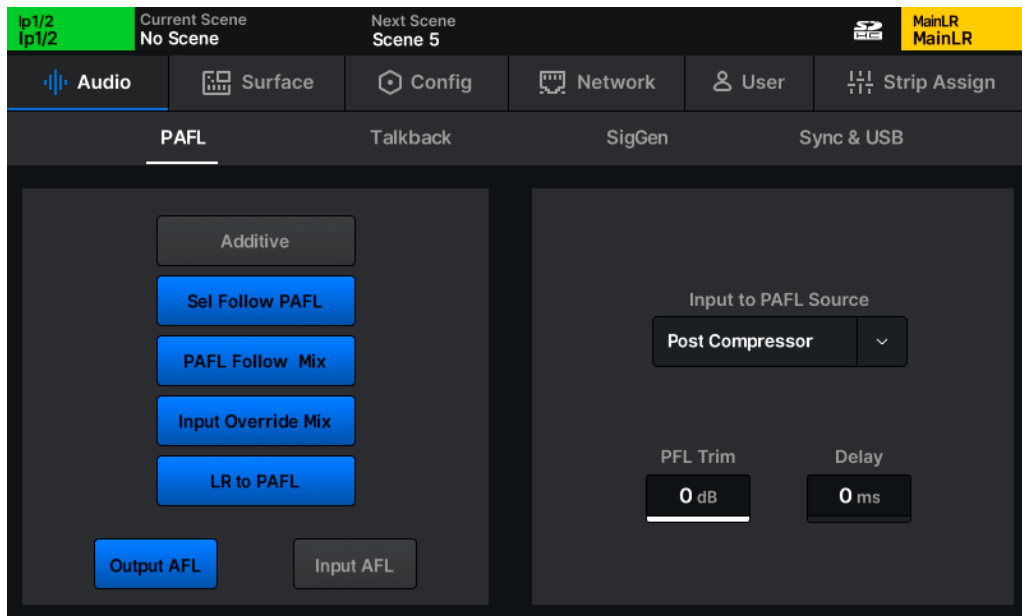 Ip1/2
Ip1/2
Current Scene
No Scene
Next Scene
Scene 5
MainLR
MainLR
Audio
Surface
Config
Network
User
Strip Assign
PAFL
Talkback
SigGen
Sync & USB
Additive
Sel Follow PAFL
PAFL Follow Mix
Input Override Mix
LR to PAFL
Output AFL
Input AFL
Input to PAFL Source
Post Compressor
PFL Trim
0 dB
Delay
0 ms